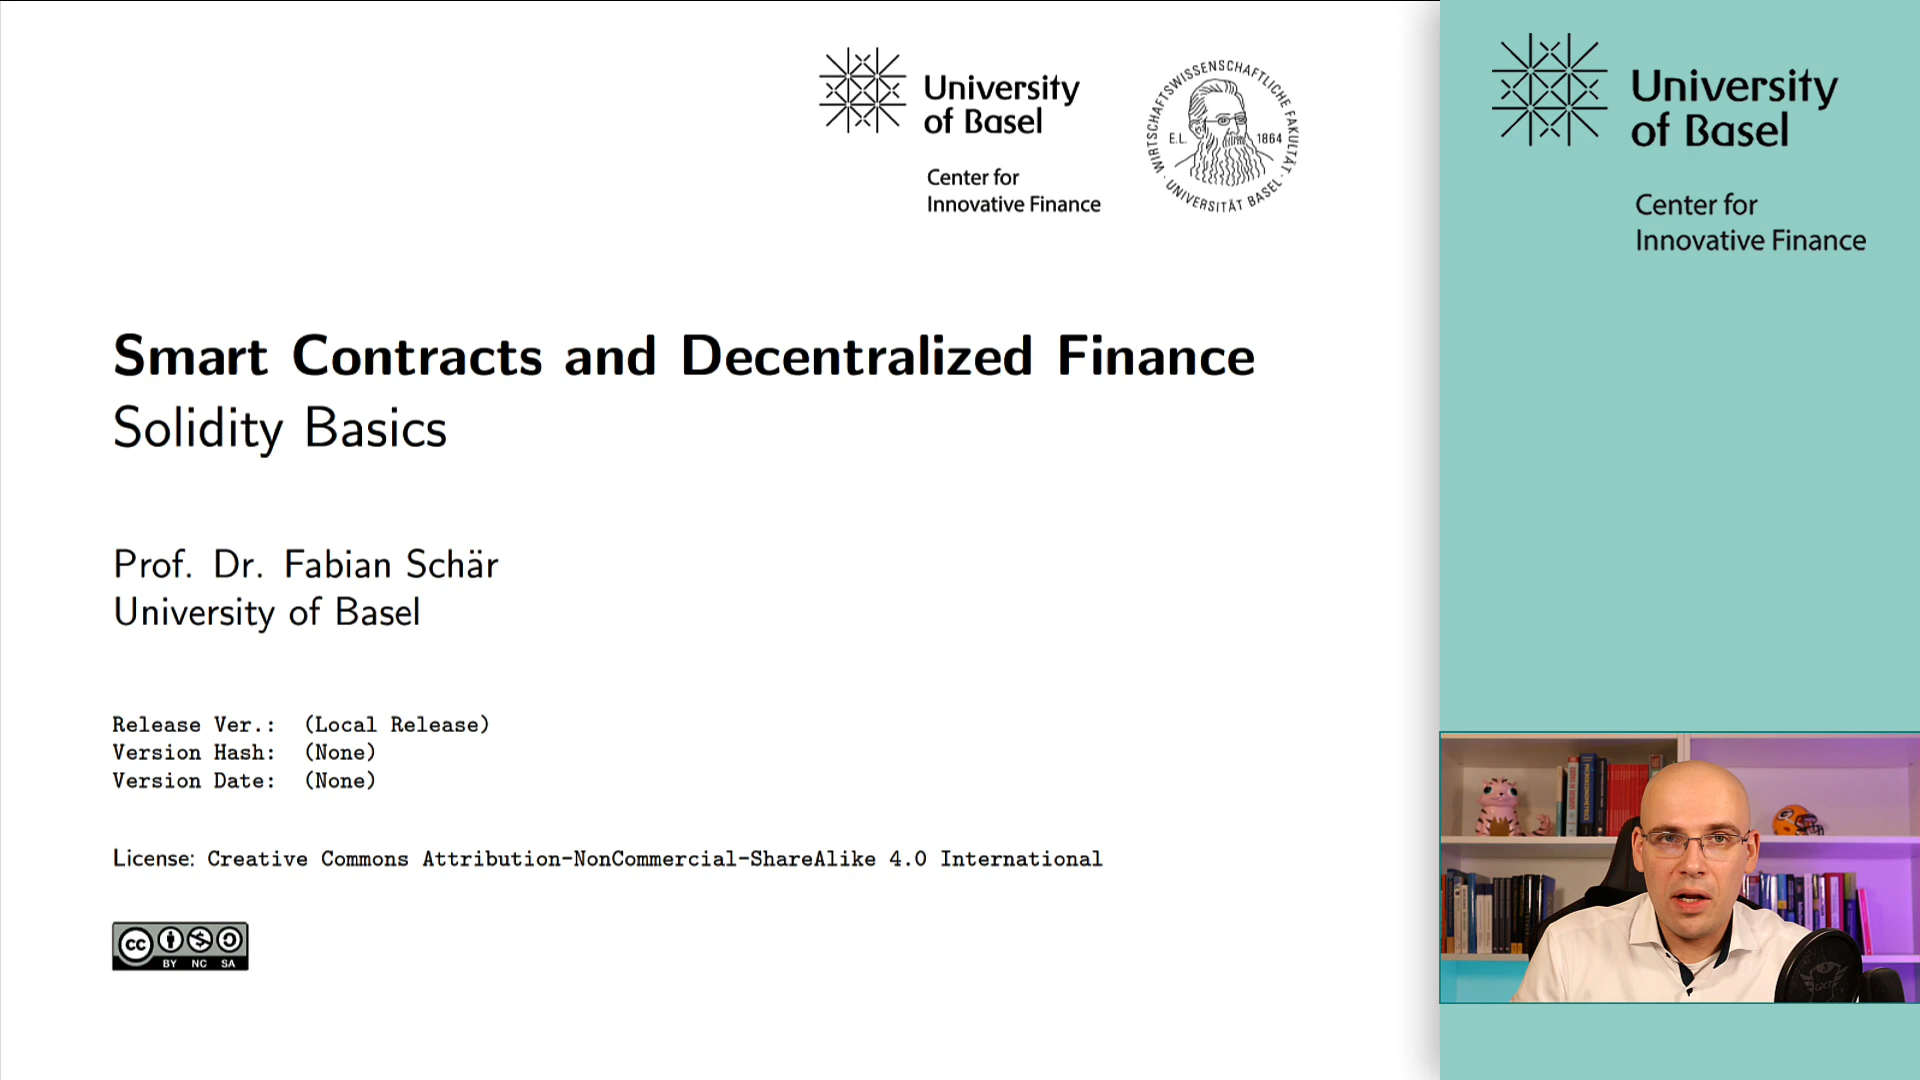 University
of Basel
Center for
Innovative Finance
WIRTSCHAFTSWISSENSCHAFTLICHE FAKULTÄT · UNIVERSITÄT BASEL ·
E.L. 1864
University
of Basel
Center for
Innovative Finance
Smart Contracts and Decentralized Finance
Solidity Basics
Prof. Dr. Fabian Schär
University of Basel
Release Ver.: (Local Release)
Version Hash: (None)
Version Date: (None)
License: Creative Commons Attribution-NonCommercial-ShareAlike 4.0 International
cc
BY NC SA